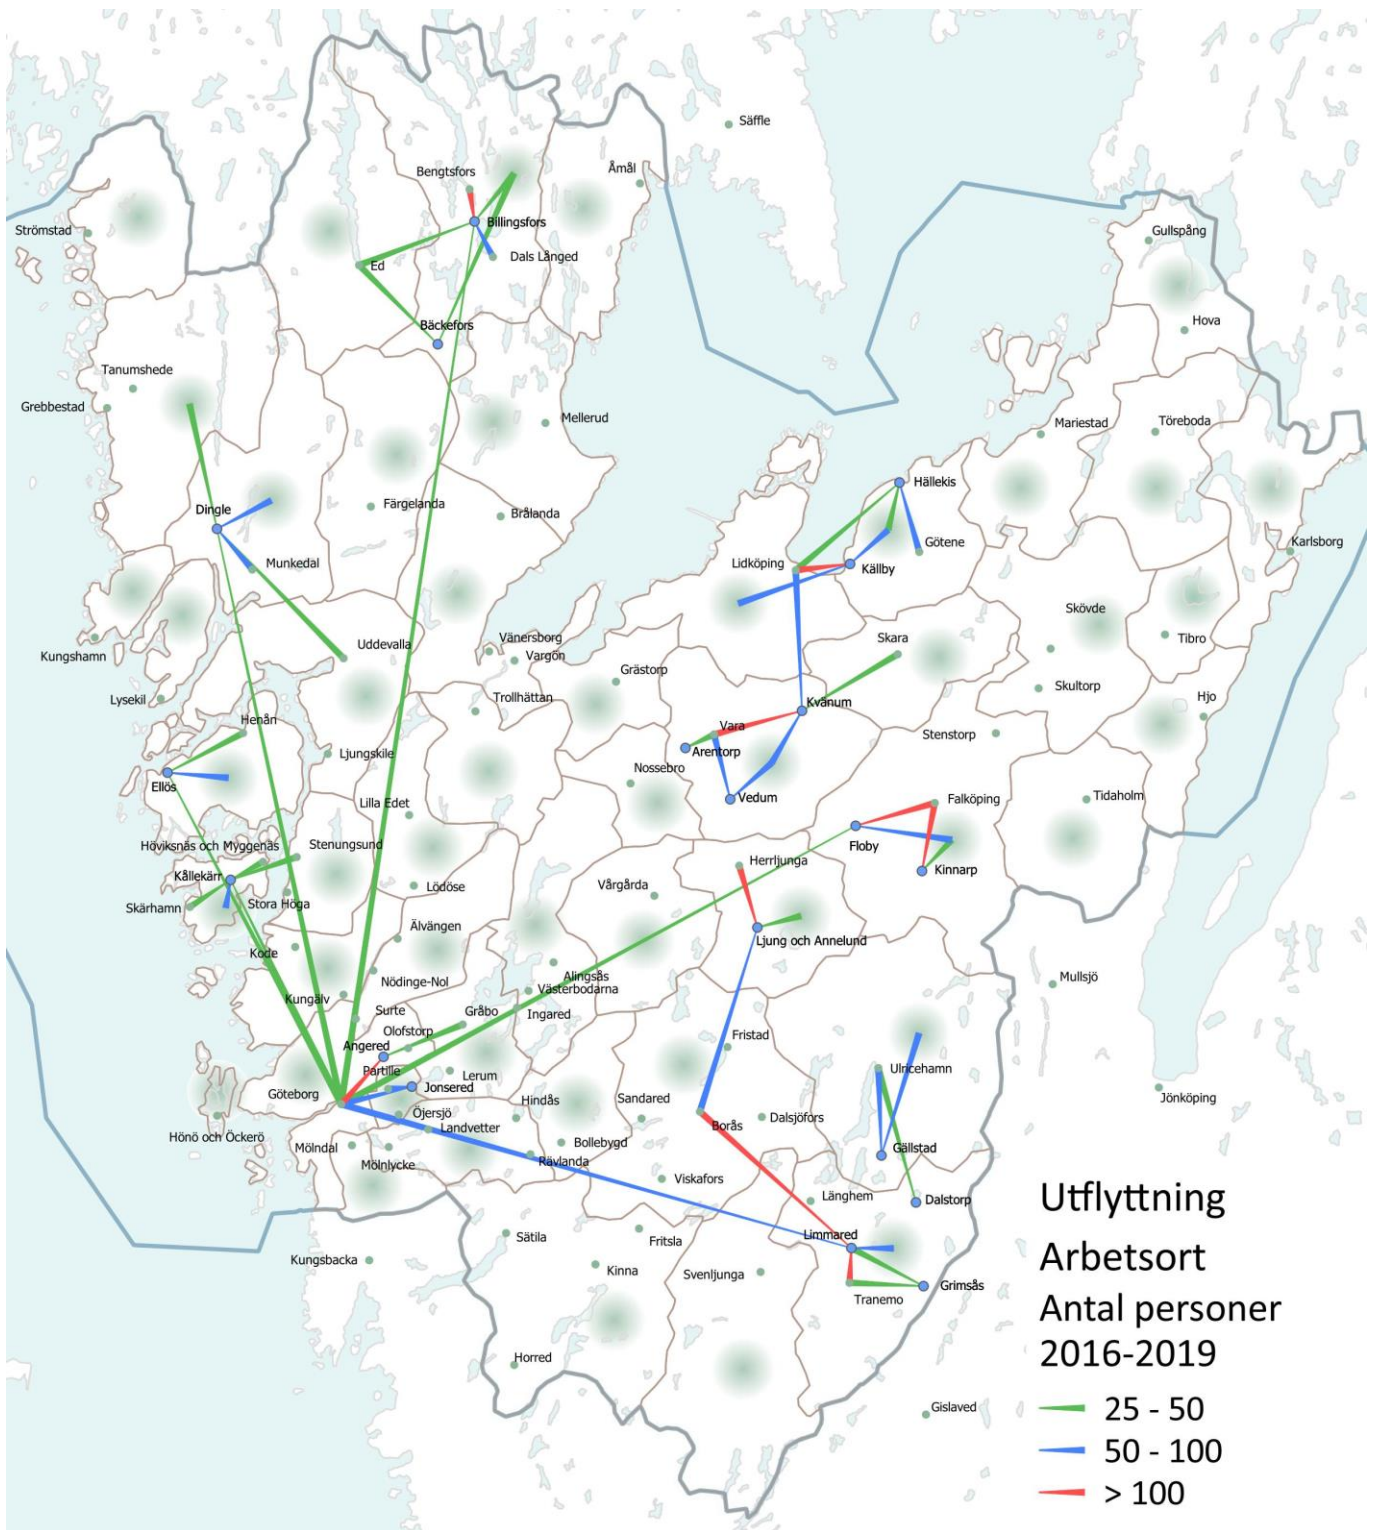 Säffle
Bengtsfors
Åmål
Strömstad
Billingsfors
Gullspång
Dals Långed
Ed
Hova
Bäckefors
Tanumshede
Grebbestad
Mellerud
Mariestad
Töreboda
Hällekis
Färgelanda
Dingle
Brålanda
Götene
Karlsborg
Munkedal
Lidköping
Källby
Skövde
Uddevalla
Vänersborg
Skara
Tibro
Kungshamn
Vargön
Grästorp
Skultorp
Lysekil
Trollhättan
Kvänum
Hjo
Henån
Vara
Stenstorp
Ljungskile
Arentorp
Nossebro
Ellös
Vedum
Tidaholm
Falköping
Lilla Edet
Höviksnäs och Myggenäs
Stenungsund
Floby
Herrljunga
Kållekärr
Kinnarp
Lödöse
Vårgårda
Skärhamn
Stora Höga
Älvängen
Ljung och Annelund
Kode
Alingsås
Mullsjö
Nödinge-Nol
Västerbodarna
Kungälv
Surte
Gråbo
Ingared
Olofstorp
Fristad
Angered
Partille
Lerum
Ulricehamn
Göteborg
Jonsered
Hindås
Sandared
Jönköping
Öjersjö
Landvetter
Borås
Dalsjöfors
Hönö och Öckerö
Mölndal
Bollebygd
Gällstad
Mölnlycke
Rävlanda
Viskafors
Länghem
Dalstorp
Utflyttning
Sätila
Fritsla
Limmared
Arbetsort
Kungsbacka
Kinna
Svenljunga
Grimsås
Tranemo
Antal personer
2016-2019
Horred
Gislaved
25 - 50
50 - 100
> 100